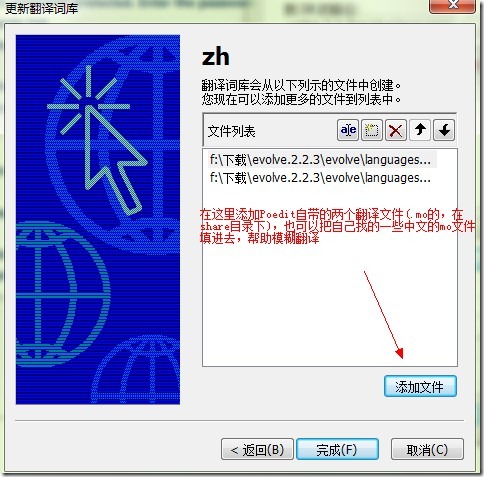 更新翻译词库
zh
翻译词库会从以下列示的文件中创建。
您现在可以添加更多的文件到列表中。
文件列表
f:\下载\evolve.2.2.3\evolve\languages...
f:\下载\evolve.2.2.3\evolve\languages...
在这里添加Poedit自带的两个翻译文件(.mo的，在
share目录下)，也可以把自己找的一些中文的mo文件
填进去，帮助模糊翻译
添加文件
< 返回(B)
完成(F)
取消(C)